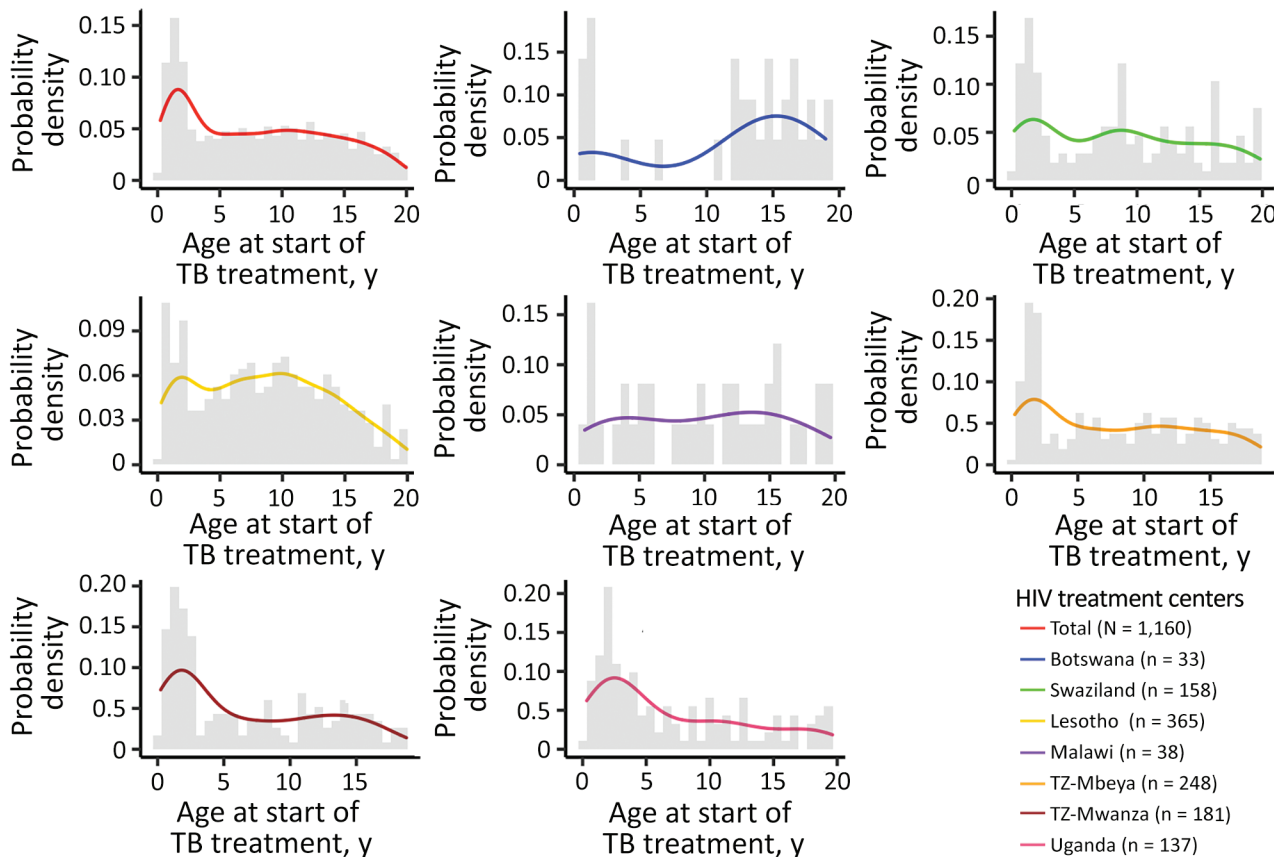 Probability density
0.15
0.10
0.05
0
0 5 10 15 20
Age at start of
TB treatment, y
Probability density
0.15
0.10
0.05
0
0 5 10 15 20
Age at start of
TB treatment, y
Probability density
0.15
0.10
0.05
0
0 5 10 15 20
Age at start of
TB treatment, y
Probability density
0.09
0.06
0.03
0
0 5 10 15 20
Age at start of
TB treatment, y
Probability density
0.15
0.10
0.05
0
0 5 10 15 20
Age at start of
TB treatment, y
Probability density
0.20
0.15
0.10
0.5
0
0 5 10 15
Age at start of
TB treatment, y
Probability density
0.20
0.15
0.10
0.5
0
0 5 10 15
Age at start of
TB treatment, y
Probability density
0.20
0.15
0.10
0.5
0
0 5 10 15 20
Age at start of
TB treatment, y
HIV treatment centers
Total (N = 1,160)
Botswana (n = 33)
Swaziland (n = 158)
Lesotho (n = 365)
Malawi (n = 38)
TZ-Mbeya (n = 248)
TZ-Mwanza (n = 181)
Uganda (n = 137)